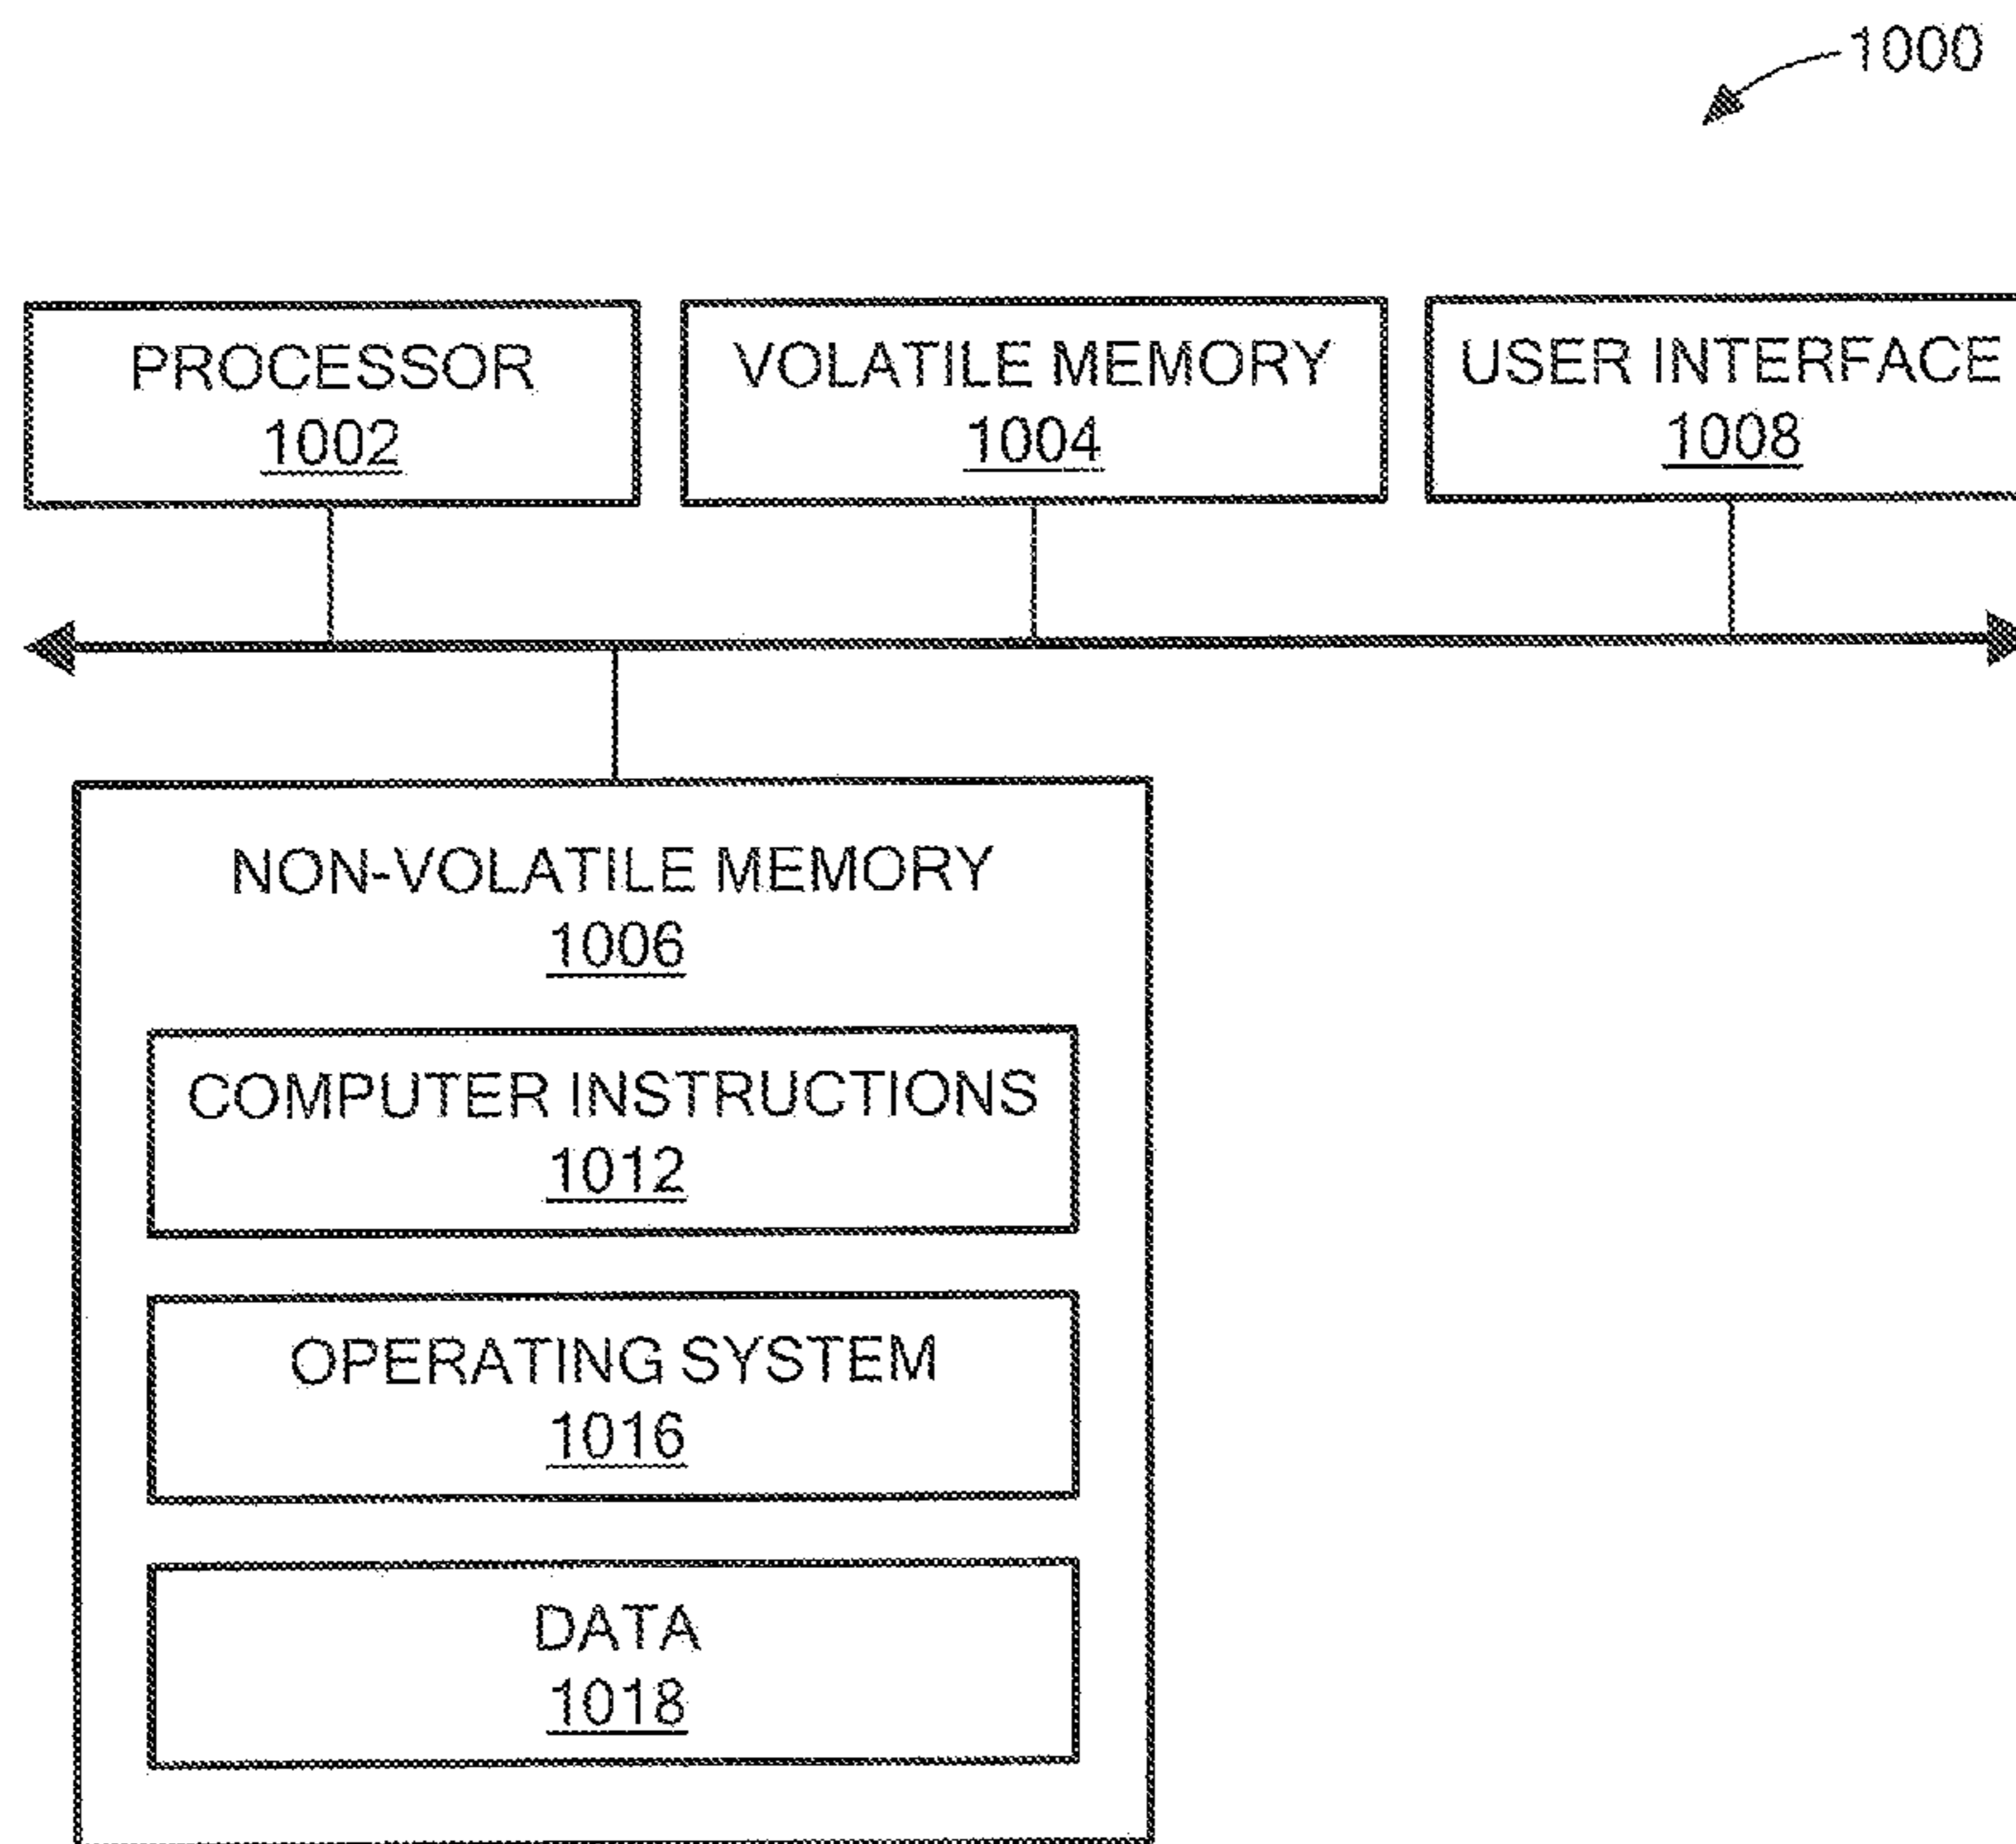 1000
PROCESSOR
1002
VOLATILE MEMORY
1004
USER INTERFACE
1008
NON-VOLATILE MEMORY
1006
COMPUTER INSTRUCTIONS
1012
OPERATING SYSTEM
1016
DATA
1018